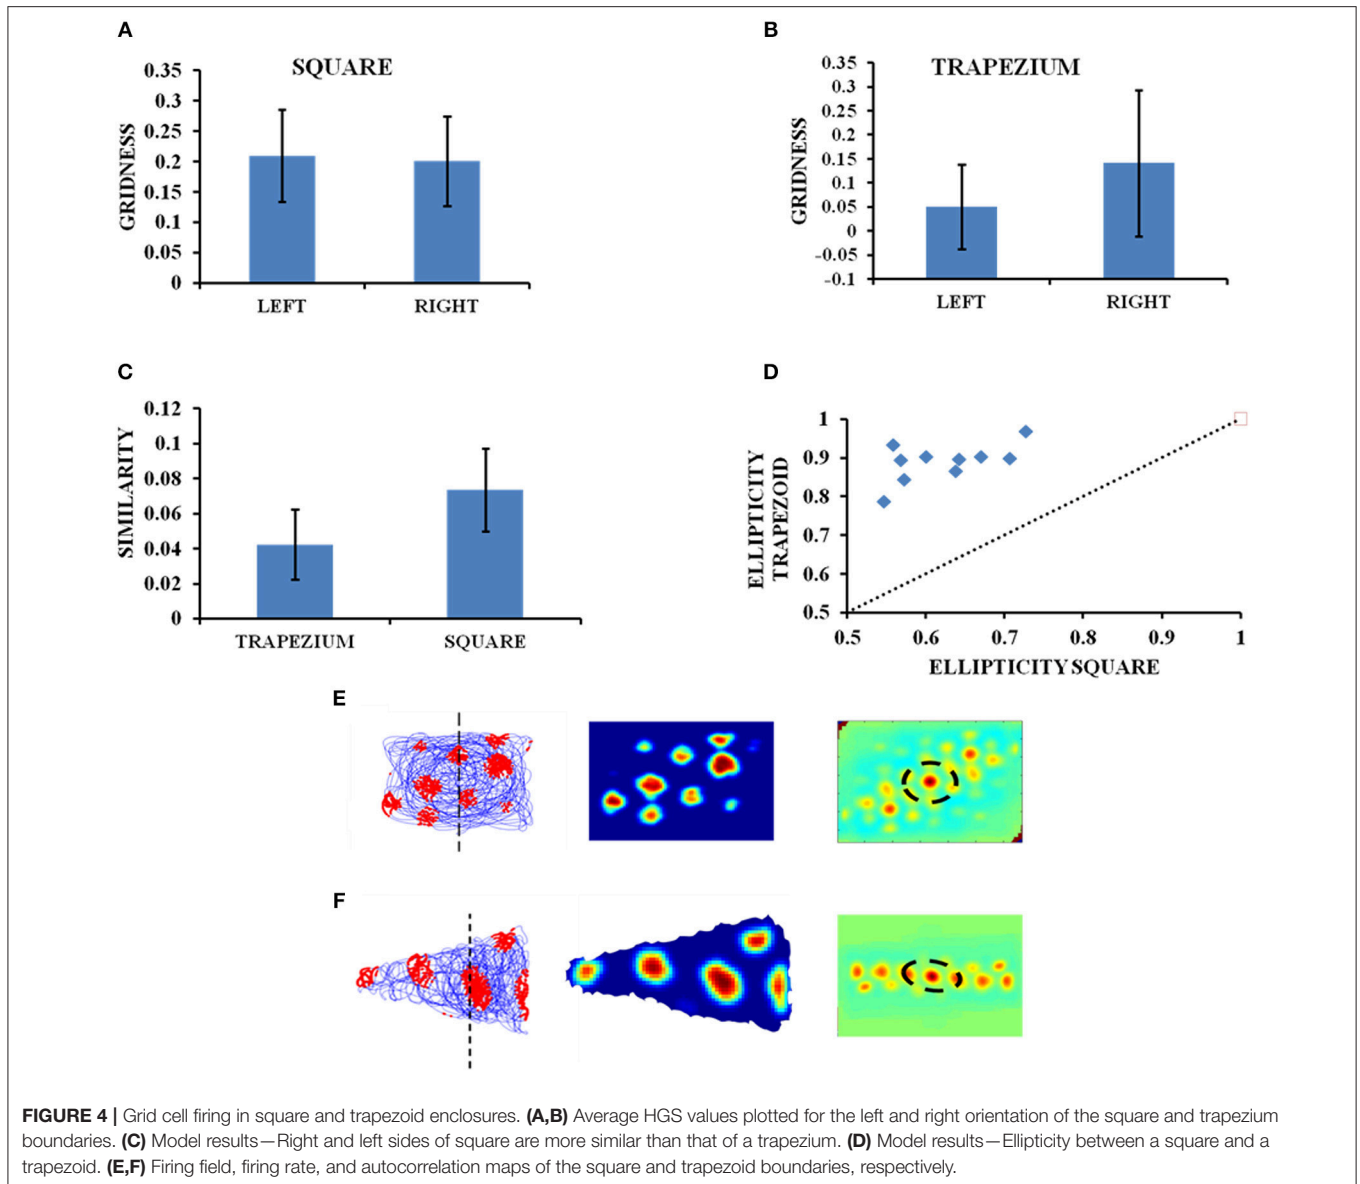 A
SQUARE
0.35
0.3
0.25
0.2
0.15
0.1
0.05
0
GRIDNESS
LEFT RIGHT
B
TRAPEZIUM
0.35
0.3
0.25
0.2
0.15
0.1
0.05
0
-0.05
-0.1
GRIDNESS
LEFT RIGHT
C
0.12
0.1
0.08
0.06
0.04
0.02
0
SIMILARITY
TRAPEZIUM SQUARE
D
1
0.9
0.8
0.7
0.6
0.5
ELLIPTICITY
TRAPEZOID
0.5 0.6 0.7 0.8 0.9 1
ELLIPTICITY SQUARE
E
F
FIGURE 4 | Grid cell firing in square and trapezoid enclosures. (A,B) Average HGS values plotted for the left and right orientation of the square and trapezium
boundaries. (C) Model results—Right and left sides of square are more similar than that of a trapezium. (D) Model results—Ellipticity between a square and a
trapezoid. (E,F) Firing field, firing rate, and autocorrelation maps of the square and trapezoid boundaries, respectively.